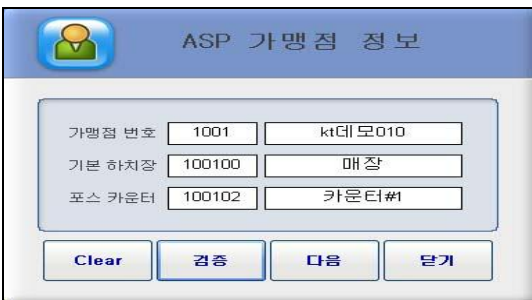 ASP 가맹점 정보
가맹점 번호 1001 kt데모010
기본 하치장 100100 매장
포스 카운터 100102 카운터#1
Clear 검증 다음 닫기